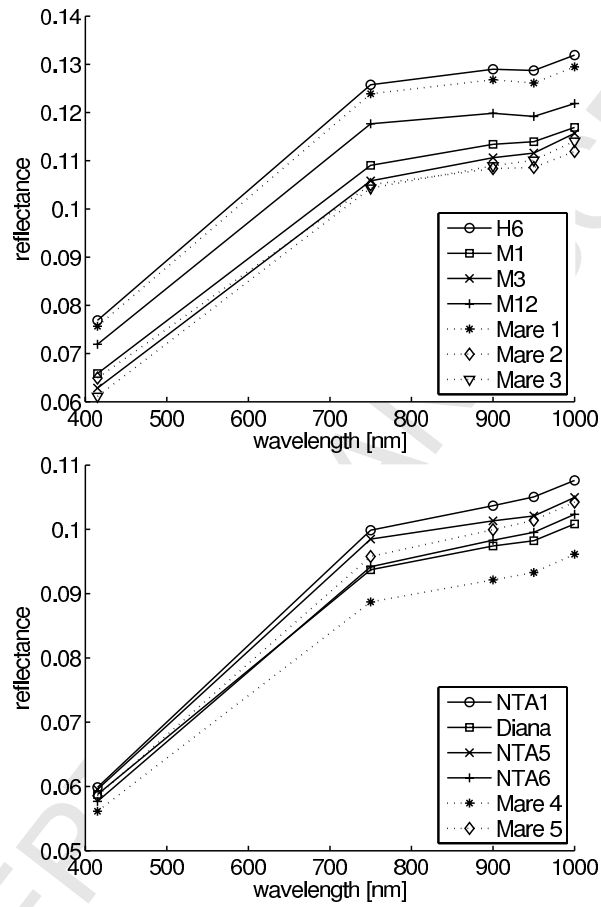 0.14
0.13
0.12
0.11
0.1
0.09
0.08
0.07
0.06
reflectance
400 500 600 700 800 900 1000
wavelength [nm]
H6
M1
M3
M12
Mare 1
Mare 2
Mare 3
0.11
0.1
0.09
0.08
0.07
0.06
0.05
reflectance
400 500 600 700 800 900 1000
wavelength [nm]
NTA1
Diana
NTA5
NTA6
Mare 4
Mare 5